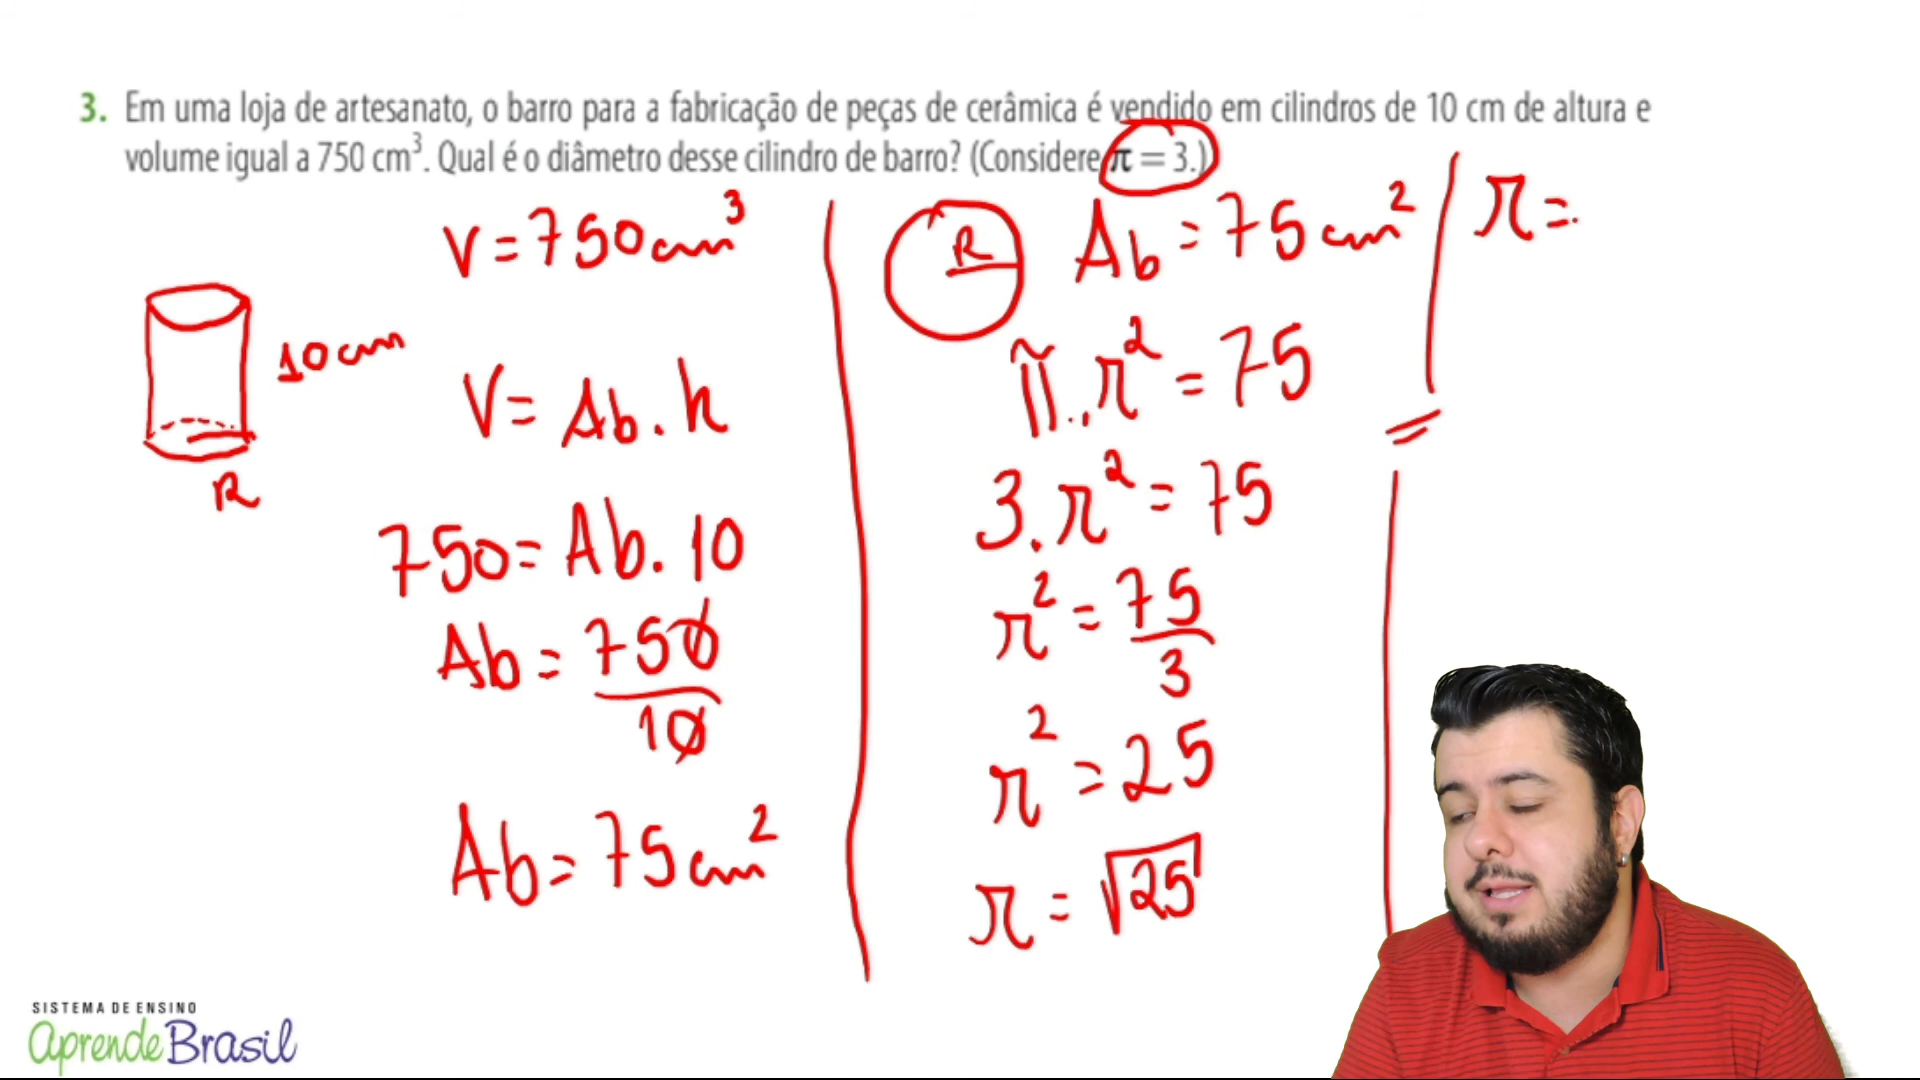 3. Em uma loja de artesanato, o barro para a fabricação de peças de cerâmica é vendido em cilindros de 10 cm de altura e
volume igual a 750 cm³. Qual é o diâmetro desse cilindro de barro? (Considere π = 3.)
V = 750 cm³
10 cm
R
V = Ab . h
750 = Ab . 10
Ab = 750/10
Ab = 75 cm²
R
Ab = 75 cm²
π . r² = 75
3 . r² = 75
r² = 75/3
r² = 25
r = √25
r =
SISTEMA DE ENSINO
aprende Brasil